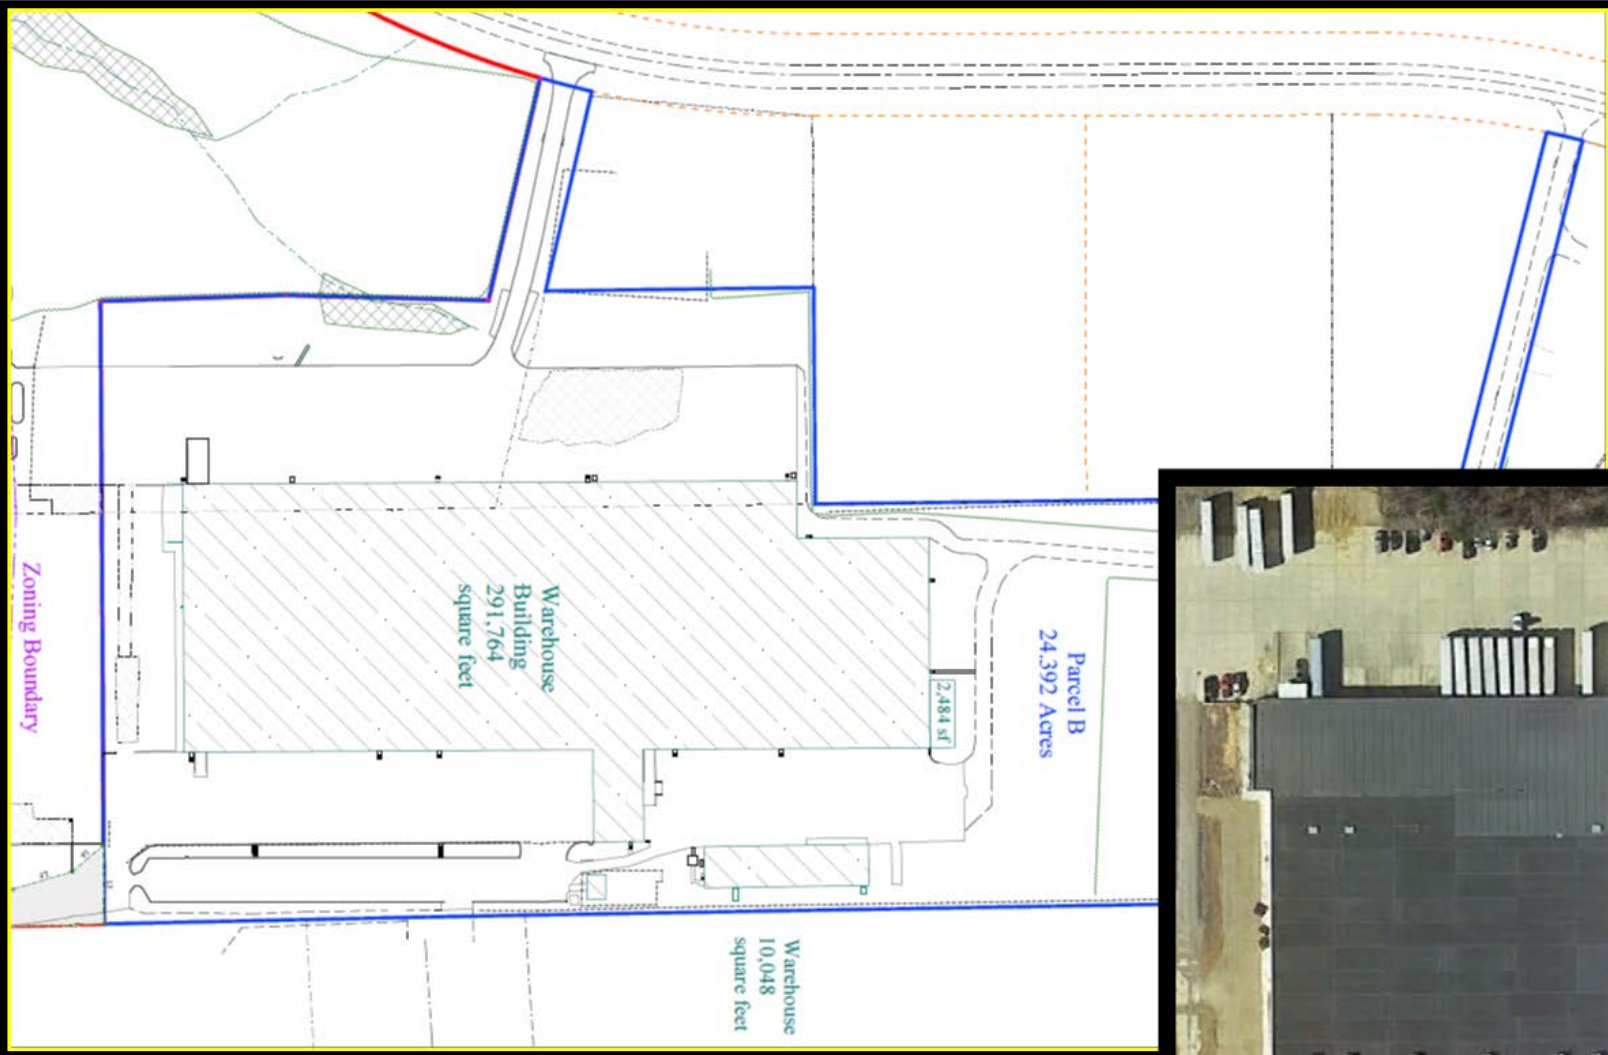 Zoning Boundary
Warehouse
Building
291,764
square feet
2,484 sf
Parcel B
24.392 Acres
Warehouse
10,048
square feet